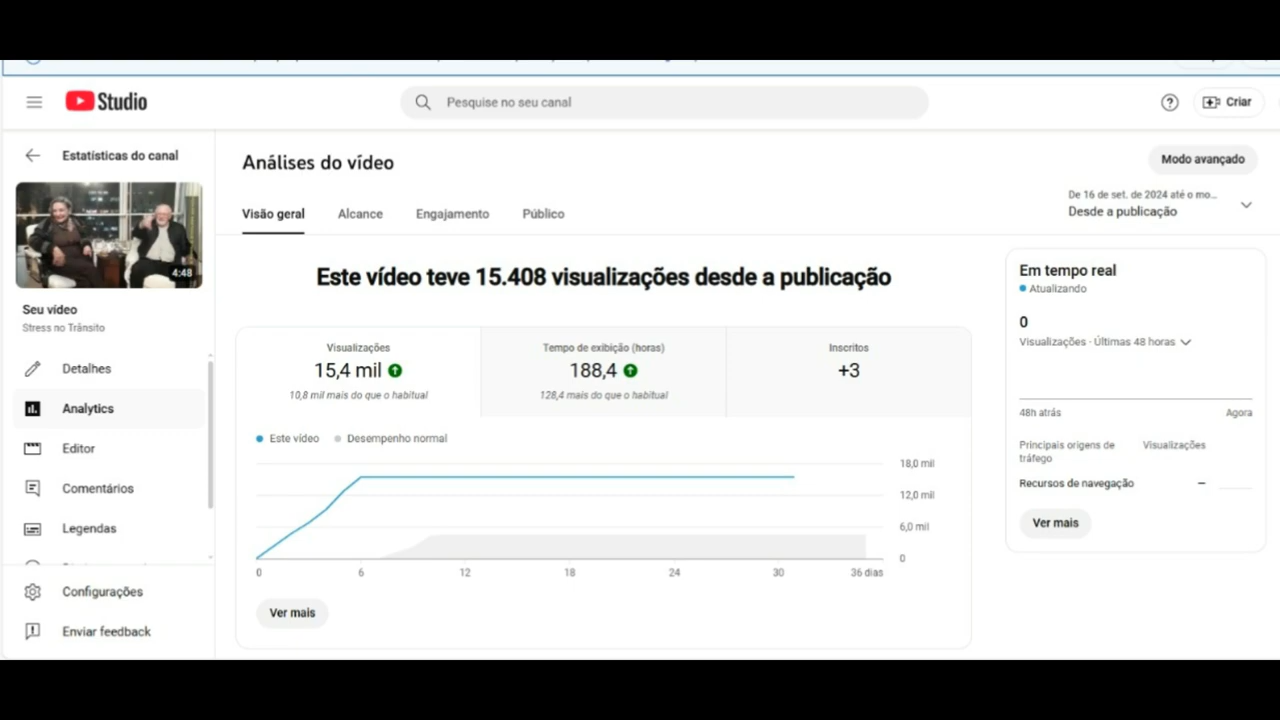 Studio
Pesquise no seu canal
Criar
Estatísticas do canal
4:48
Seu vídeo
Stress no Trânsito
Detalhes
Analytics
Editor
Comentários
Legendas
Configurações
Enviar feedback
Análises do vídeo
Modo avançado
Visão geral
Alcance
Engajamento
Público
De 16 de set. de 2024 até o mo...
Desde a publicação
Este vídeo teve 15.408 visualizações desde a publicação
Visualizações
15,4 mil
10,8 mil mais do que o habitual
Tempo de exibição (horas)
188,4
128,4 mais do que o habitual
Inscritos
+3
Este vídeo
Desempenho normal
18,0 mil
12,0 mil
6,0 mil
0
0 6 12 18 24 30 36 dias
Ver mais
Em tempo real
Atualizando
0
Visualizações · Últimas 48 horas
48h atrás Agora
Principais origens de
tráfego
Visualizações
Recursos de navegação –
Ver mais